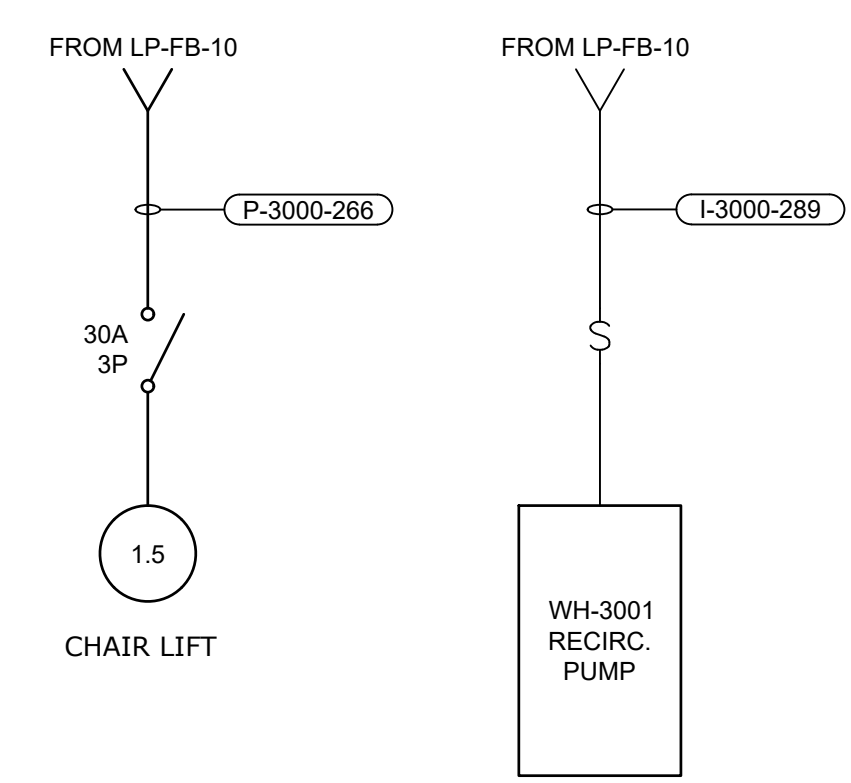 FROM LP-FB-10
P-3000-266
30A
3P
1.5
CHAIR LIFT
FROM LP-FB-10
I-3000-289
S
WH-3001
RECIRC.
PUMP